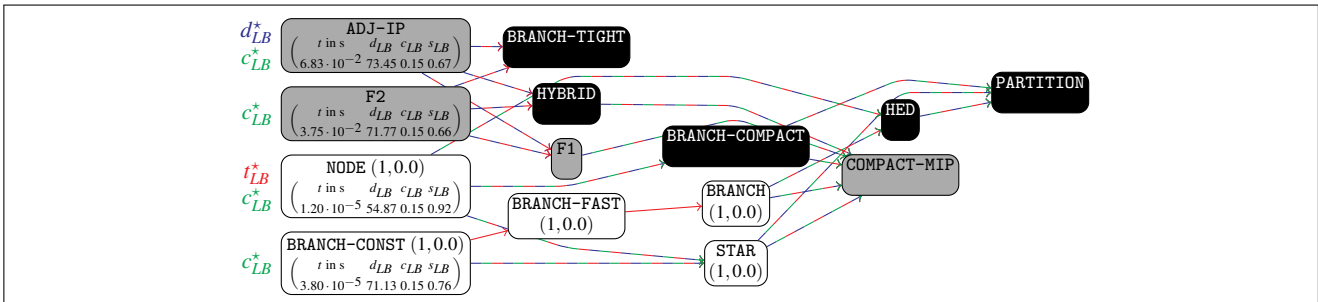 d⋆LB
c⋆LB
ADJ-IP
t in s dLB cLB sLB
6.83·10−2 73.45 0.15 0.67
BRANCH-TIGHT
c⋆LB
F2
t in s dLB cLB sLB
3.75·10−2 71.77 0.15 0.66
HYBRID
HED
PARTITION
F1
BRANCH-COMPACT
COMPACT-MIP
t⋆LB
c⋆LB
NODE (1,0.0)
t in s dLB cLB sLB
1.20·10−5 54.87 0.15 0.92
BRANCH-FAST
(1,0.0)
BRANCH
(1,0.0)
c⋆LB
BRANCH-CONST (1,0.0)
t in s dLB cLB sLB
3.80·10−5 71.13 0.15 0.76
STAR
(1,0.0)